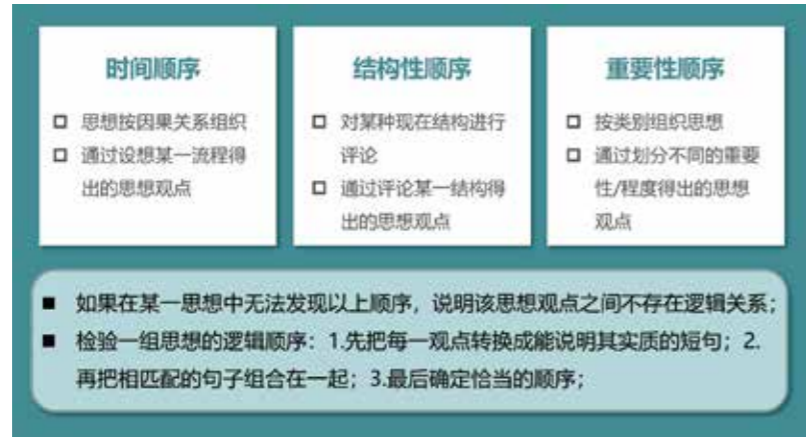 时间顺序
思想按因果关系组织
通过设想某一流程得
出的思想观点
结构性顺序
对某种现在结构进行
评论
通过评论某一结构得
出的思想观点
重要性顺序
按类别组织思想
通过划分不同的重要
性/程度得出的思想
观点
如果在某一思想中无法发现以上顺序，说明该思想观点之间不存在逻辑关系；
检验一组思想的逻辑顺序：1.先把每一观点转换成能说明其实质的短句；2.
再把相匹配的句子组合在一起；3.最后确定恰当的顺序；